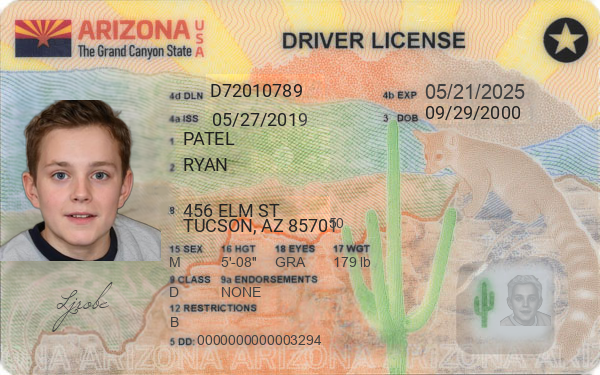 ARIZONA USA
The Grand Canyon State
DRIVER LICENSE
4d DLN D72010789 4b EXP 05/21/2025
4a ISS 05/27/2019 3 DOB 09/29/2000
1 PATEL
2 RYAN
8 456 ELM ST
TUCSON, AZ 85701
15 SEX 16 HGT 18 EYES 17 WGT
M 5'-08" GRA 179 lb
9 CLASS 9a ENDORSEMENTS
D NONE
12 RESTRICTIONS
B
5 DD: 0000000000003294
ARIZONA ARIZONA ARIZONA ARIZONA